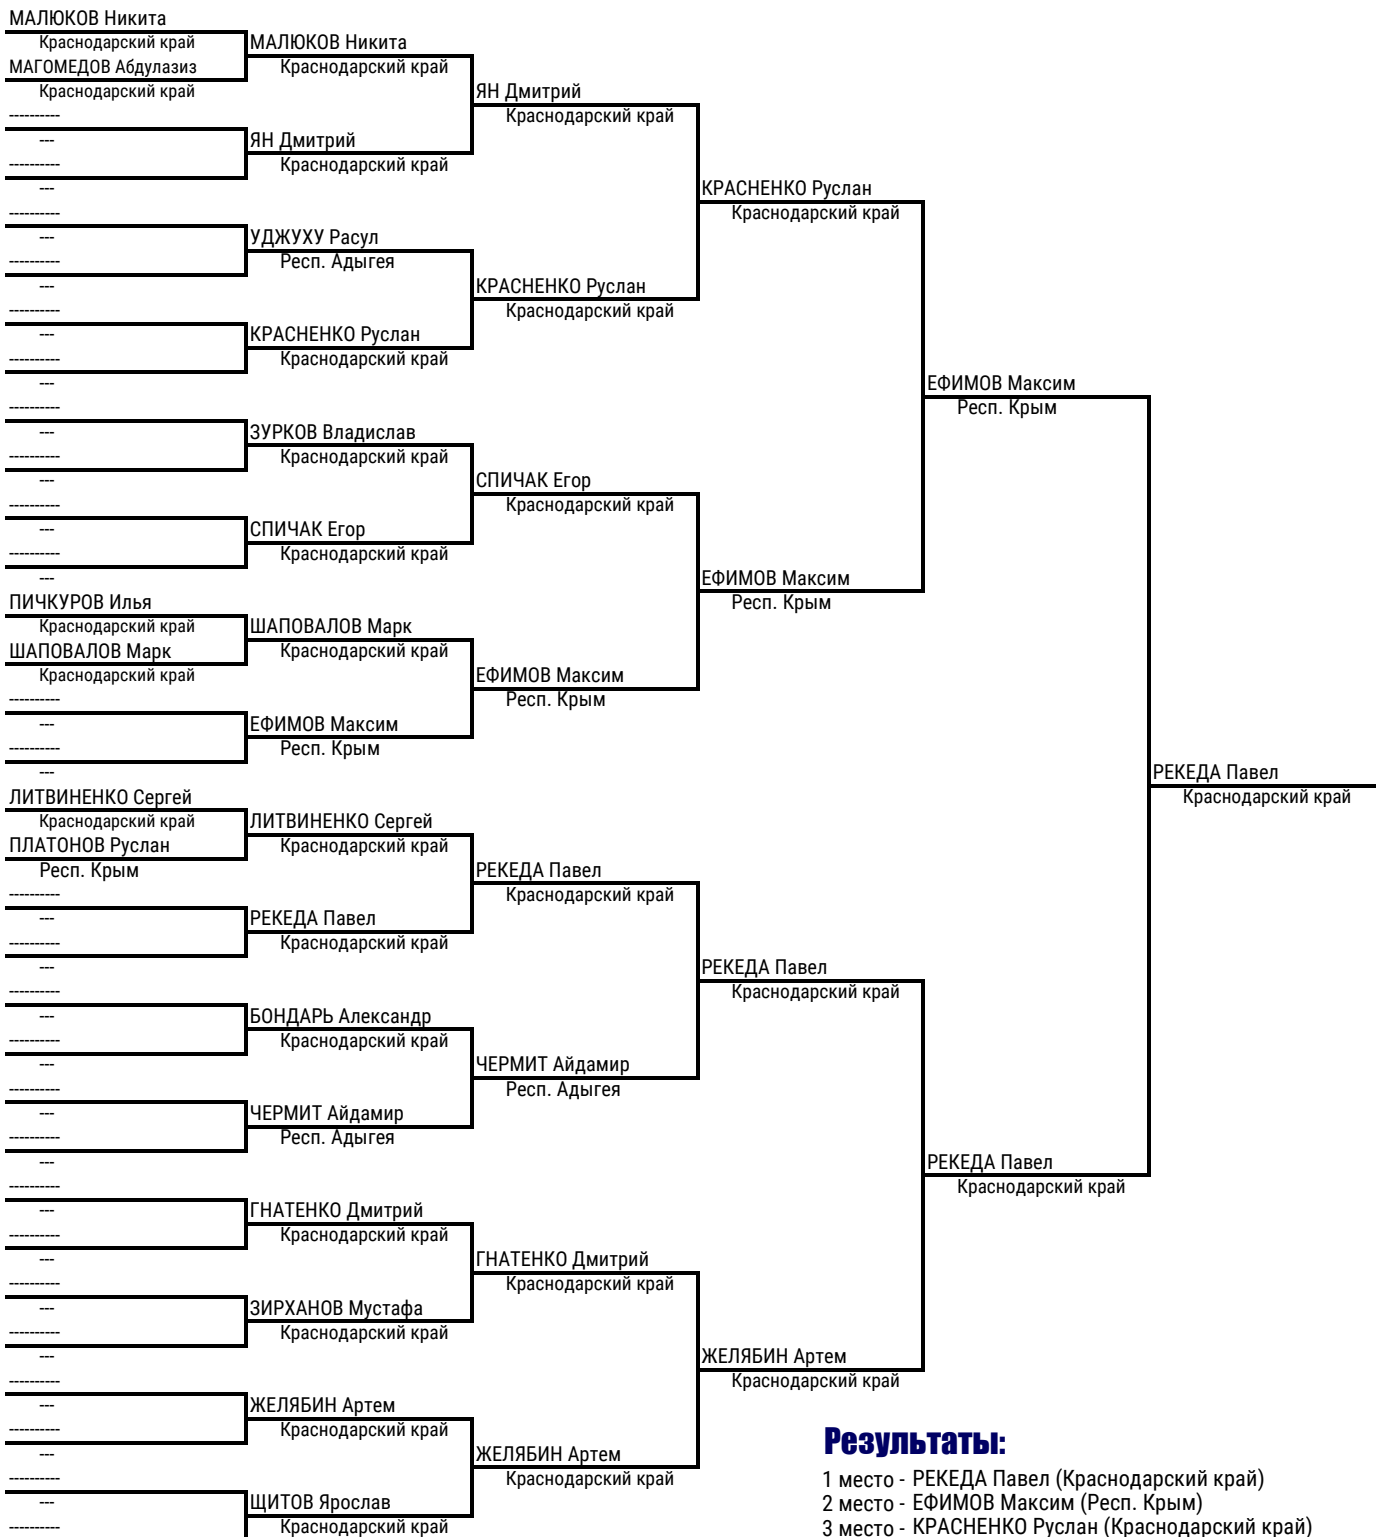 МАЛЮКОВ Никита
Краснодарский край
МАГОМЕДОВ Абдулазиз
Краснодарский край
----------
---
----------
---
----------
---
----------
---
----------
---
----------
---
----------
---
----------
---
----------
---
----------
---
ПИЧКУРОВ Илья
Краснодарский край
ШАПОВАЛОВ Марк
Краснодарский край
----------
---
----------
---
ЛИТВИНЕНКО Сергей
Краснодарский край
ПЛАТОНОВ Руслан
Респ. Крым
----------
---
----------
---
----------
---
----------
---
----------
---
----------
---
----------
---
----------
---
----------
---
----------
---
----------
---
----------
---
----------
---
----------
МАЛЮКОВ Никита
Краснодарский край
ЯН Дмитрий
Краснодарский край
УДЖУХУ Расул
Респ. Адыгея
КРАСНЕНКО Руслан
Краснодарский край
ЗУРКОВ Владислав
Краснодарский край
СПИЧАК Егор
Краснодарский край
ШАПОВАЛОВ Марк
Краснодарский край
ЕФИМОВ Максим
Респ. Крым
ЛИТВИНЕНКО Сергей
Краснодарский край
РЕКЕДА Павел
Краснодарский край
БОНДАРЬ Александр
Краснодарский край
ЧЕРМИТ Айдамир
Респ. Адыгея
ГНАТЕНКО Дмитрий
Краснодарский край
ЗИРХАНОВ Мустафа
Краснодарский край
ЖЕЛЯБИН Артем
Краснодарский край
ЩИТОВ Ярослав
Краснодарский край
ЯН Дмитрий
Краснодарский край
КРАСНЕНКО Руслан
Краснодарский край
СПИЧАК Егор
Краснодарский край
ЕФИМОВ Максим
Респ. Крым
РЕКЕДА Павел
Краснодарский край
ЧЕРМИТ Айдамир
Респ. Адыгея
ГНАТЕНКО Дмитрий
Краснодарский край
ЖЕЛЯБИН Артем
Краснодарский край
КРАСНЕНКО Руслан
Краснодарский край
ЕФИМОВ Максим
Респ. Крым
РЕКЕДА Павел
Краснодарский край
ЖЕЛЯБИН Артем
Краснодарский край
ЕФИМОВ Максим
Респ. Крым
РЕКЕДА Павел
Краснодарский край
РЕКЕДА Павел
Краснодарский край
Результаты:
1 место - РЕКЕДА Павел (Краснодарский край)
2 место - ЕФИМОВ Максим (Респ. Крым)
3 место - КРАСНЕНКО Руслан (Краснодарский край)